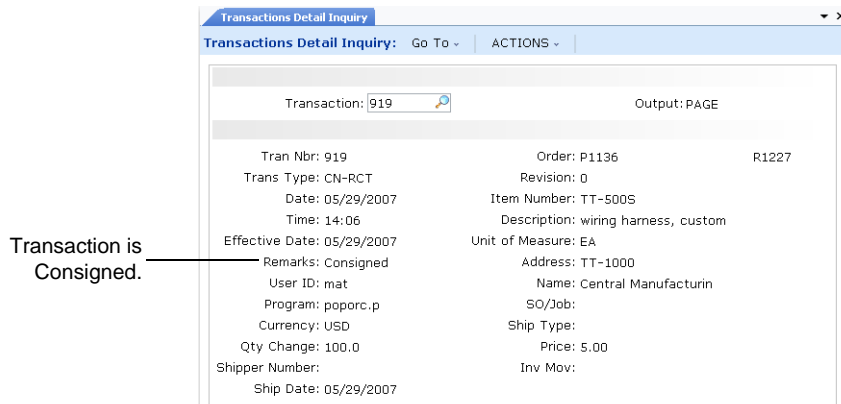 Transactions Detail Inquiry
Transactions Detail Inquiry: Go To ACTIONS
Transaction: 919 Output: PAGE
Tran Nbr: 919 Order: P1136 R1227
Trans Type: CN-RCT Revision: 0
Date: 05/29/2007 Item Number: TT-500S
Time: 14:06 Description: wiring harness, custom
Effective Date: 05/29/2007 Unit of Measure: EA
Transaction is
Consigned.
Remarks: Consigned Address: TT-1000
User ID: mat Name: Central Manufacturin
Program: poporc.p SO/Job:
Currency: USD Ship Type:
Qty Change: 100.0 Price: 5.00
Shipper Number: Inv Mov:
Ship Date: 05/29/2007